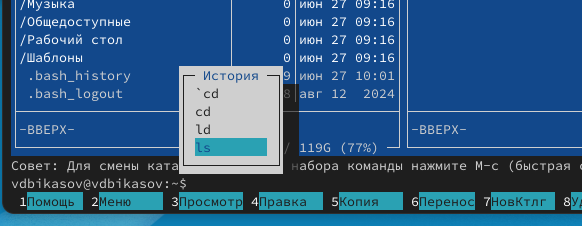 /Музыка 0 июн 27 09:16
/Общедоступные 0 июн 27 09:16
/Рабочий стол 0 июн 27 09:16
/Шаблоны 0 июн 27 09:16
.bash_history 9 июн 27 10:01
.bash_logout 8 авг 12 2024
История
`cd
cd
ld
ls
-ВВЕРХ- -ВВЕРХ-
/ 119G (77%)
Совет: Для смены ката набора команды нажмите M-c (быстрая с
vdbikasov@vdbikasov:~$
1Помощь 2Меню 3Просмотр 4Правка 5Копия 6Перенос 7НовКтлг 8